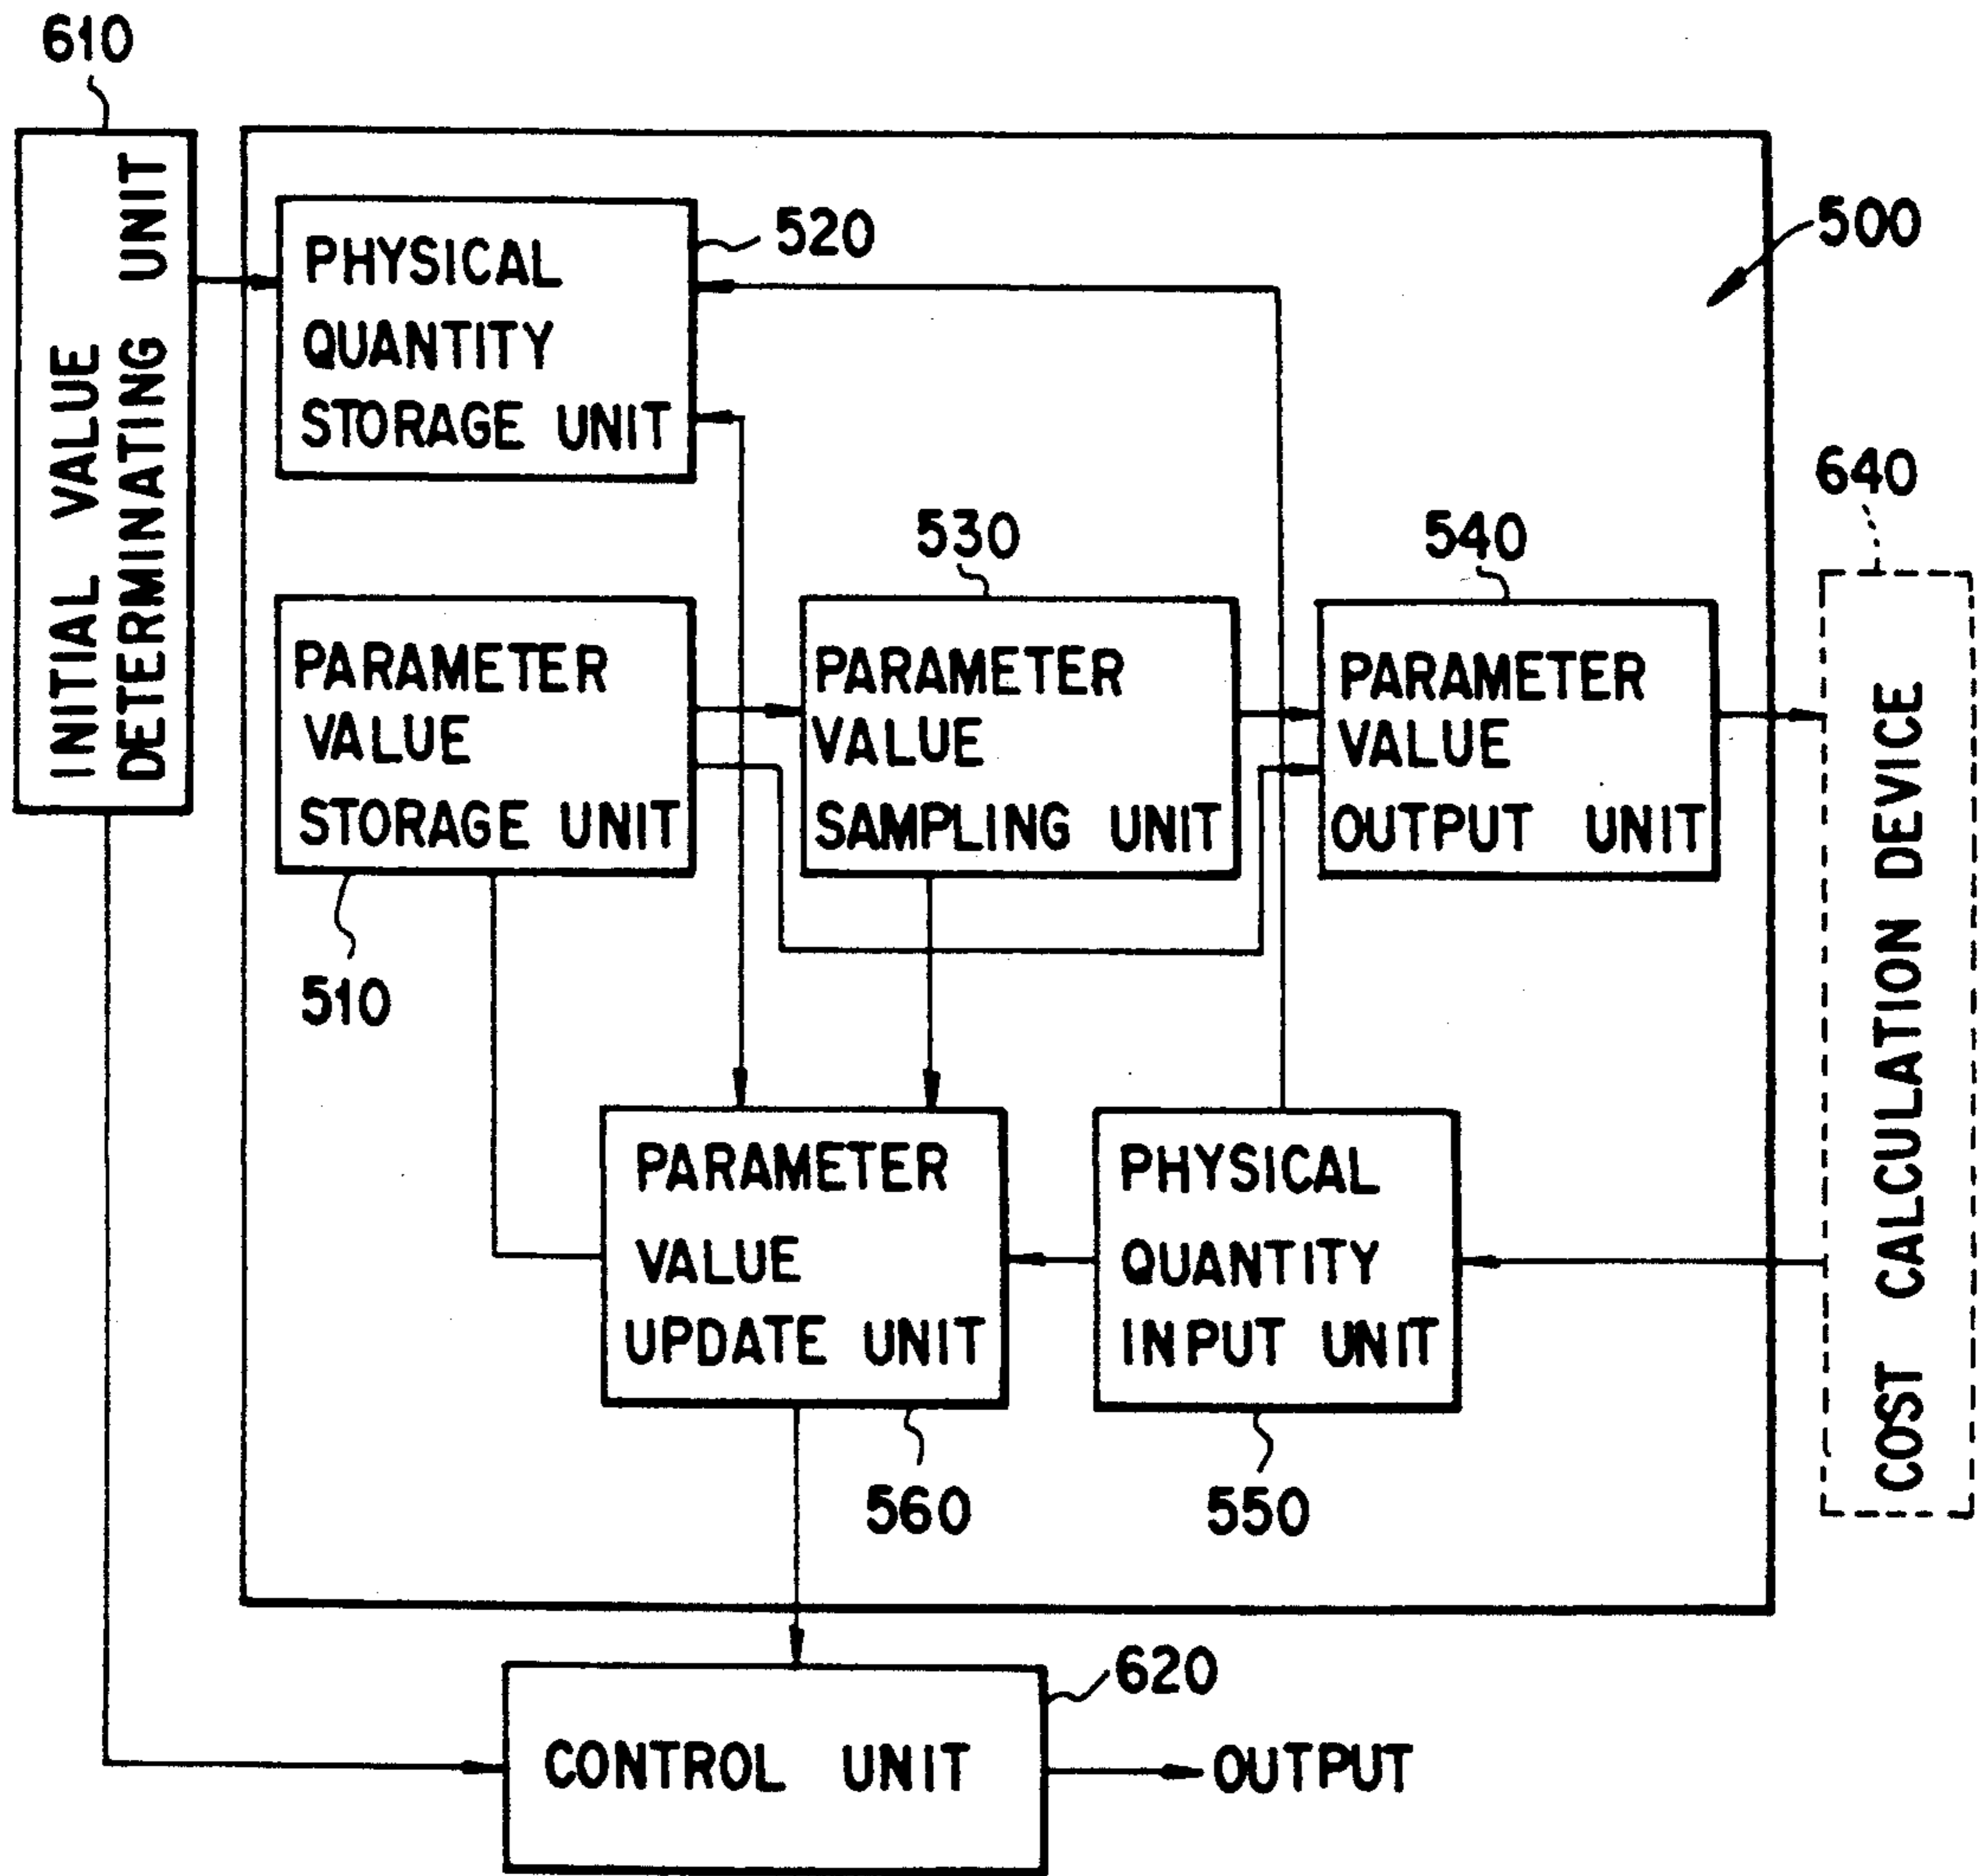 610
INITIAL VALUE
DETERMINATING UNIT
PHYSICAL
QUANTITY
STORAGE UNIT
520
500
640
530
540
PARAMETER
VALUE
STORAGE UNIT
PARAMETER
VALUE
SAMPLING UNIT
PARAMETER
VALUE
OUTPUT UNIT
COST CALCULATION DEVICE
510
PARAMETER
VALUE
UPDATE UNIT
PHYSICAL
QUANTITY
INPUT UNIT
560
550
620
CONTROL UNIT
OUTPUT